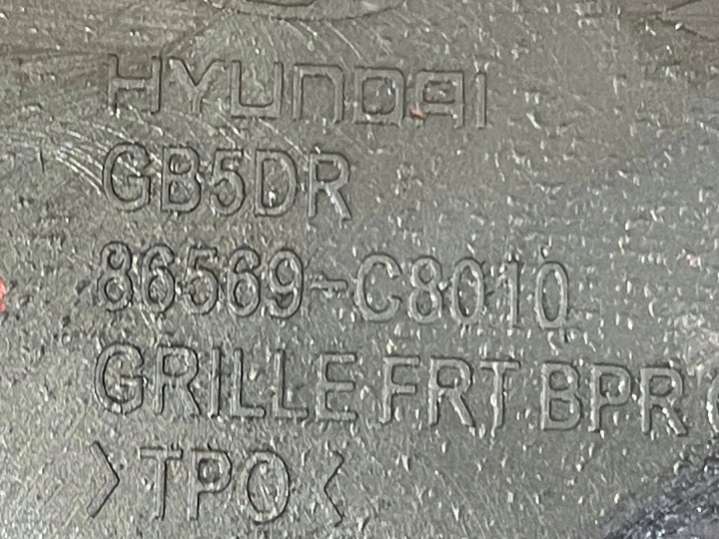 HYUNDAI
GB5DR
86569-C8010
GRILLE FRT BPR
>TPO<